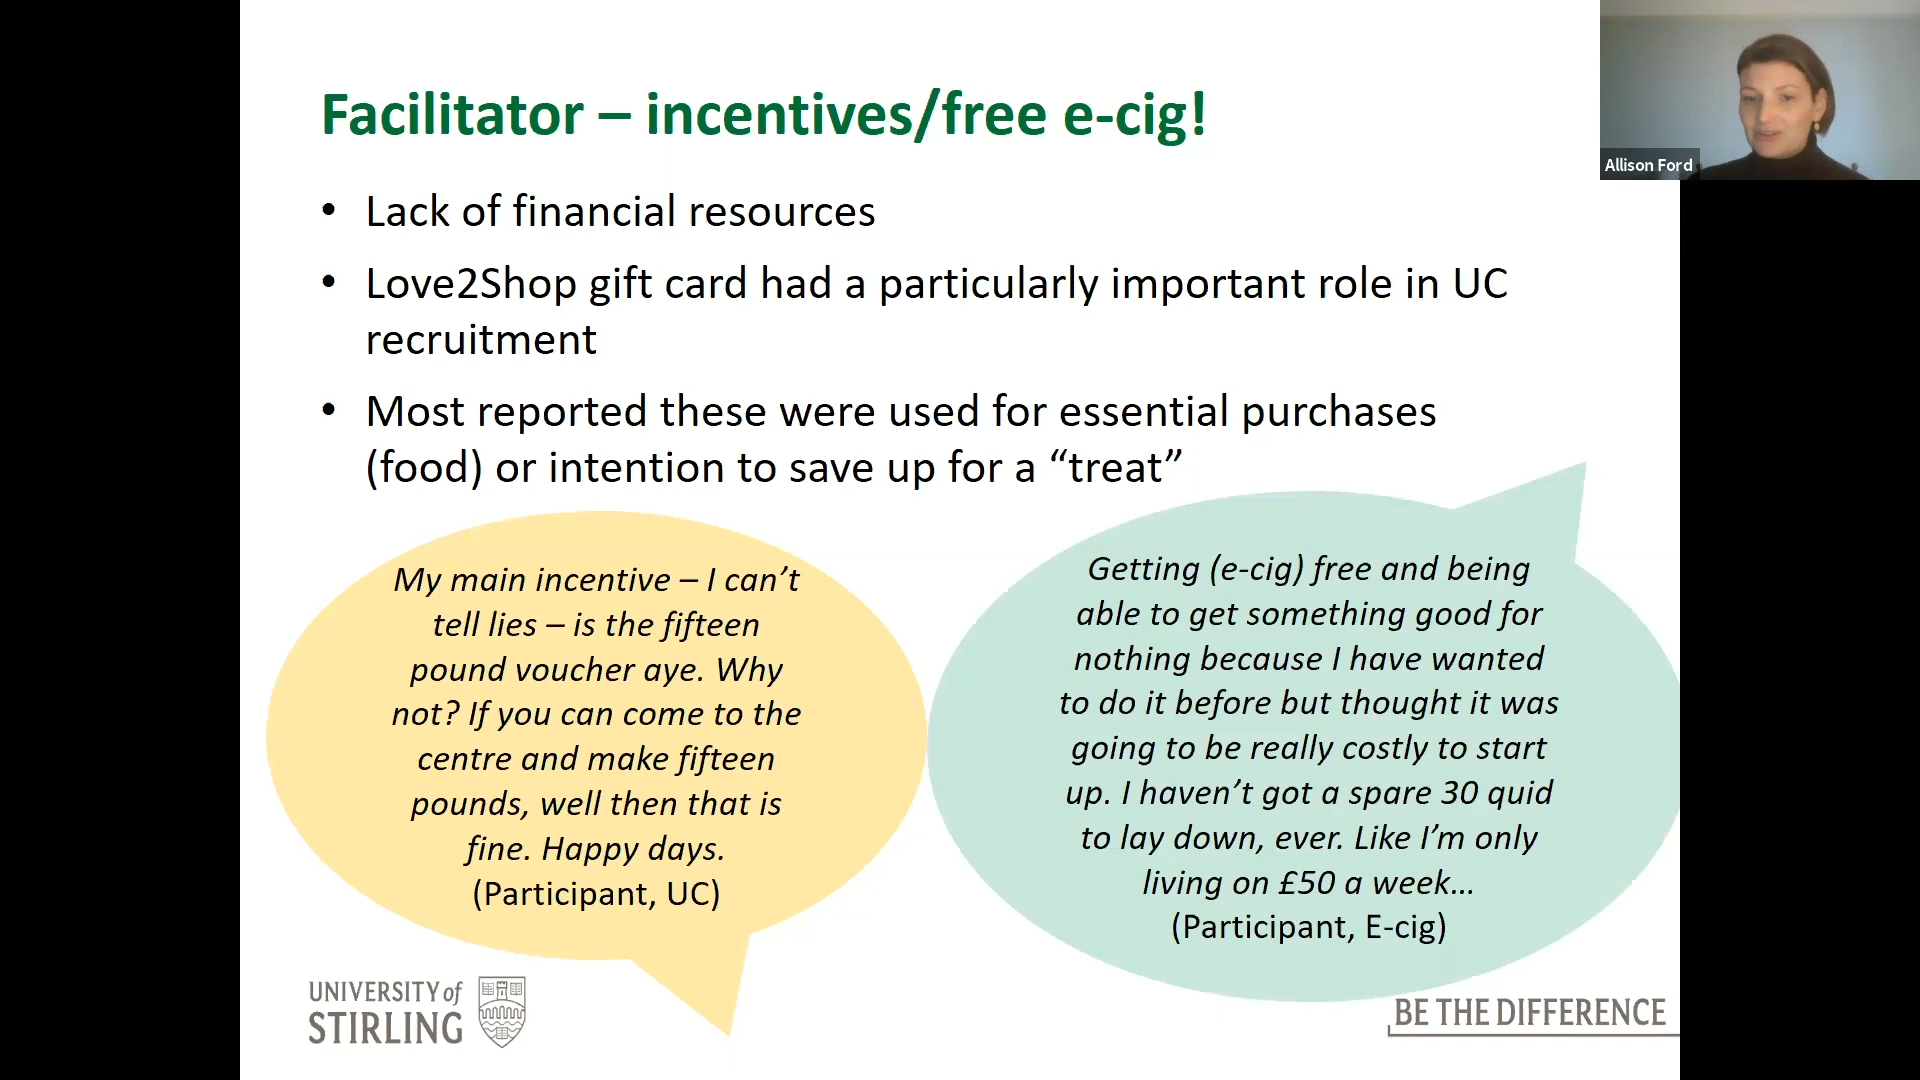 Facilitator – incentives/free e-cig!
Allison Ford
• Lack of financial resources
• Love2Shop gift card had a particularly important role in UC
recruitment
• Most reported these were used for essential purchases
(food) or intention to save up for a “treat”
My main incentive – I can’t
tell lies – is the fifteen
pound voucher aye. Why
not? If you can come to the
centre and make fifteen
pounds, well then that is
fine. Happy days.
(Participant, UC)
Getting (e-cig) free and being
able to get something good for
nothing because I have wanted
to do it before but thought it was
going to be really costly to start
up. I haven’t got a spare 30 quid
to lay down, ever. Like I’m only
living on £50 a week…
(Participant, E-cig)
UNIVERSITY of
STIRLING
BE THE DIFFERENCE